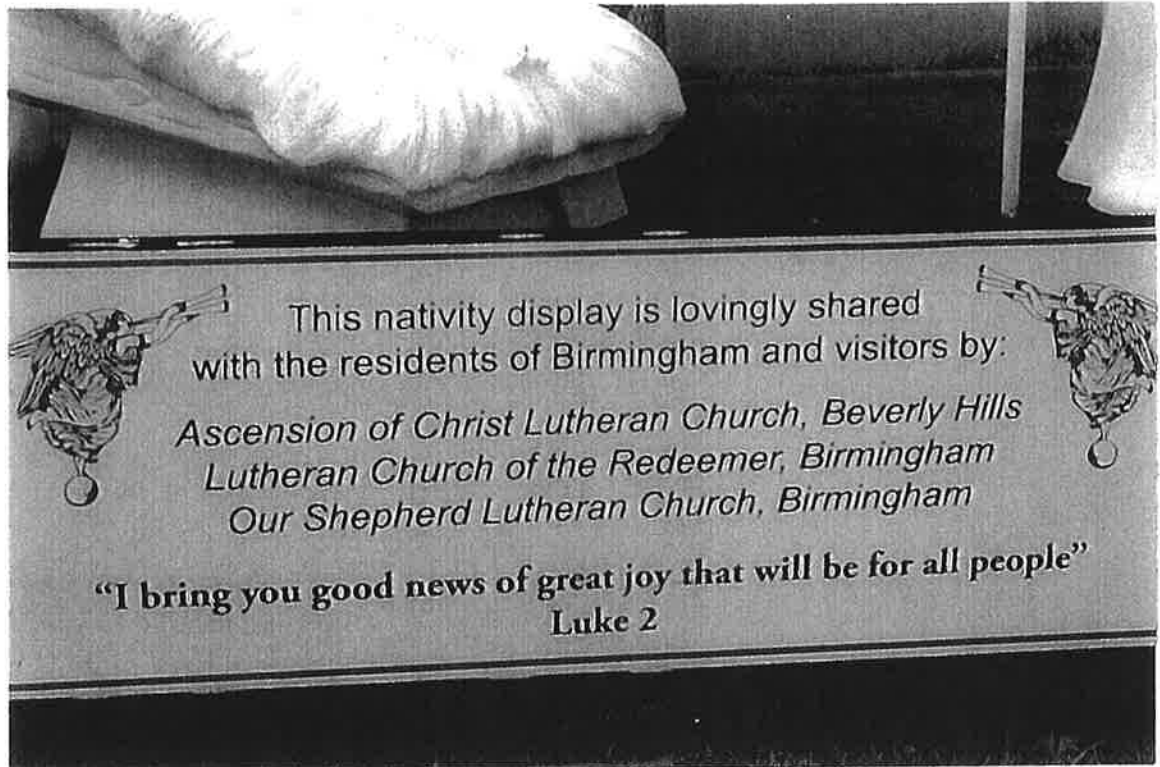 This nativity display is lovingly shared
with the residents of Birmingham and visitors by:
Ascension of Christ Lutheran Church, Beverly Hills
Lutheran Church of the Redeemer, Birmingham
Our Shepherd Lutheran Church, Birmingham
“I bring you good news of great joy that will be for all people”
Luke 2